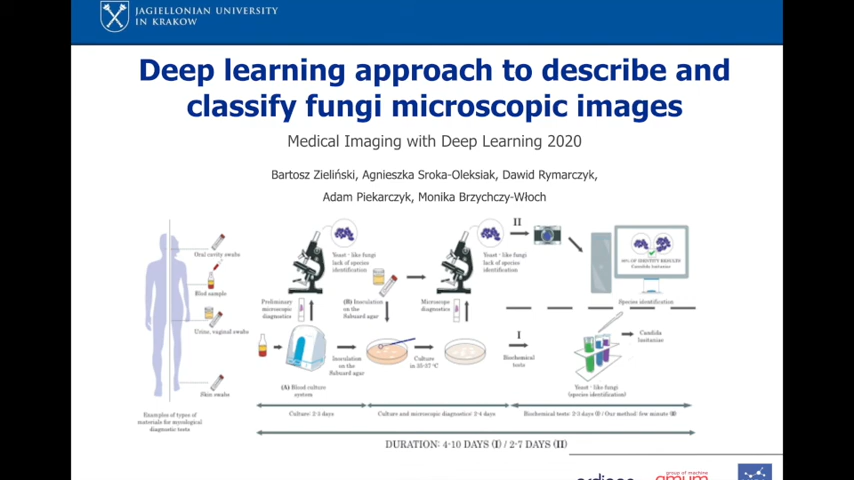 JAGIELLONIAN UNIVERSITY
IN KRAKOW
Deep learning approach to describe and
classify fungi microscopic images
Medical Imaging with Deep Learning 2020
Bartosz Zieliński, Agnieszka Sroka-Oleksiak, Dawid Rymarczyk,
Adam Piekarczyk, Monika Brzychczy-Włoch
Oral cavity swabs
Blod sample
Urine, vaginal swabs
Skin swabs
Examples of types of
materials for mycological
diagnostic tests
Yeast - like fungi
lack of species
identification
Preliminary
microscopic
diagnostics
(B) Inoculation
on the
Sabuard agar
(A) Blood culture
system
Inoculation
on the
Sabuard agar
Culture
in 35-37 °C
Microscope
diagnostics
Yeast - like fungi
lack of species
identification
II
Species identification
I
Biochemical
tests
Candida
lusitaniae
Yeast - like fungi
(species identification)
Culture: 2-3 days
Culture and microscopic diagnostics: 2-4 days
Biochemical tests: 2-3 days (I) / Our method: few minute (II)
DURATION: 4-10 DAYS (I) / 2-7 DAYS (II)
group of machine